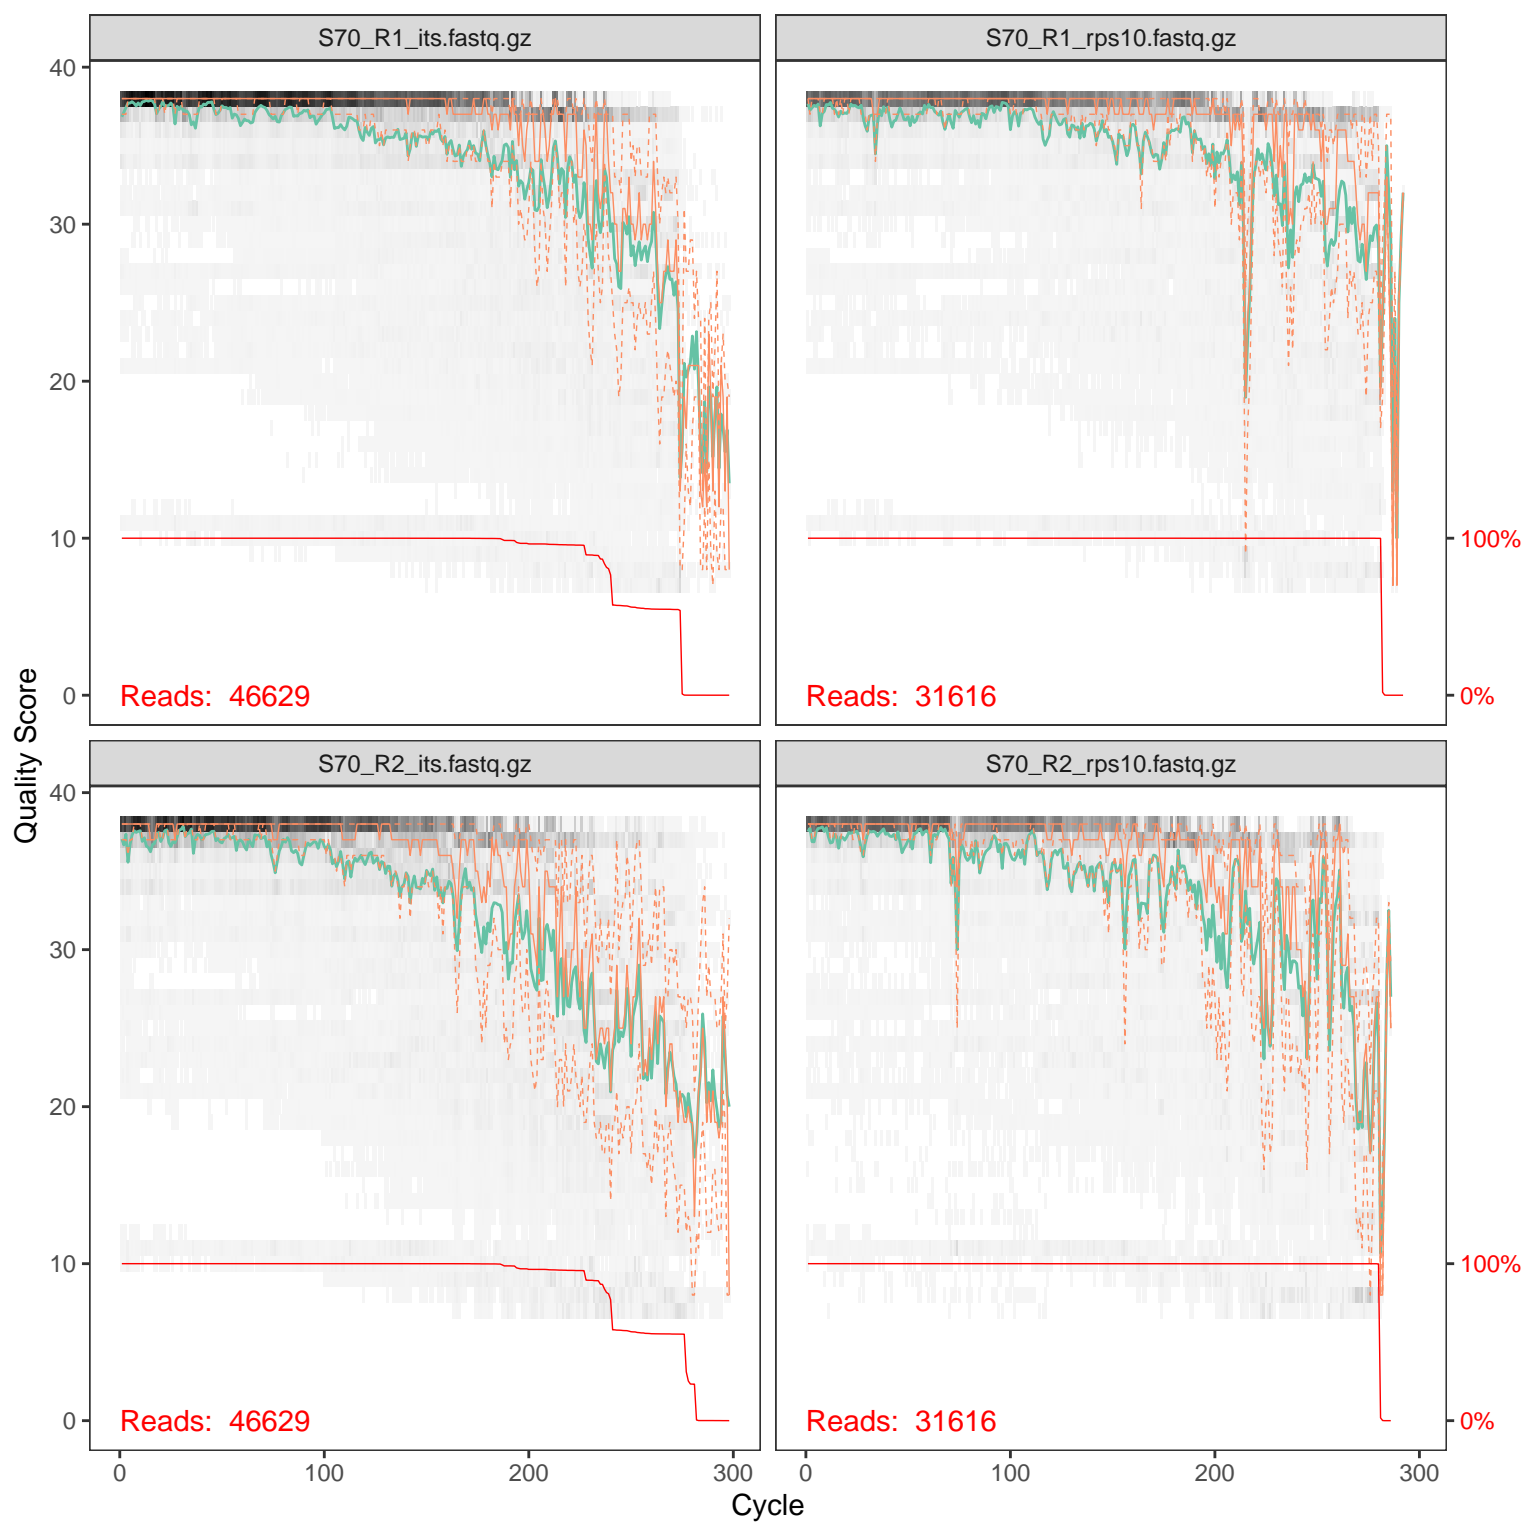 S70_R1_its.fastq.gz
S70_R1_rps10.fastq.gz
40
30
20
10
0
100%
0%
Reads: 46629
Reads: 31616
Quality Score
S70_R2_its.fastq.gz
S70_R2_rps10.fastq.gz
40
30
20
10
0
100%
0%
Reads: 46629
Reads: 31616
0 100 200 300 0 100 200 300
Cycle